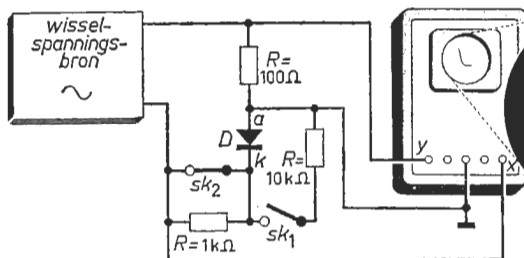 wissel-
spannings-
bron
R=
100Ω
a
D
k
R=
10kΩ
sk2
R=1kΩ
sk1
y
x